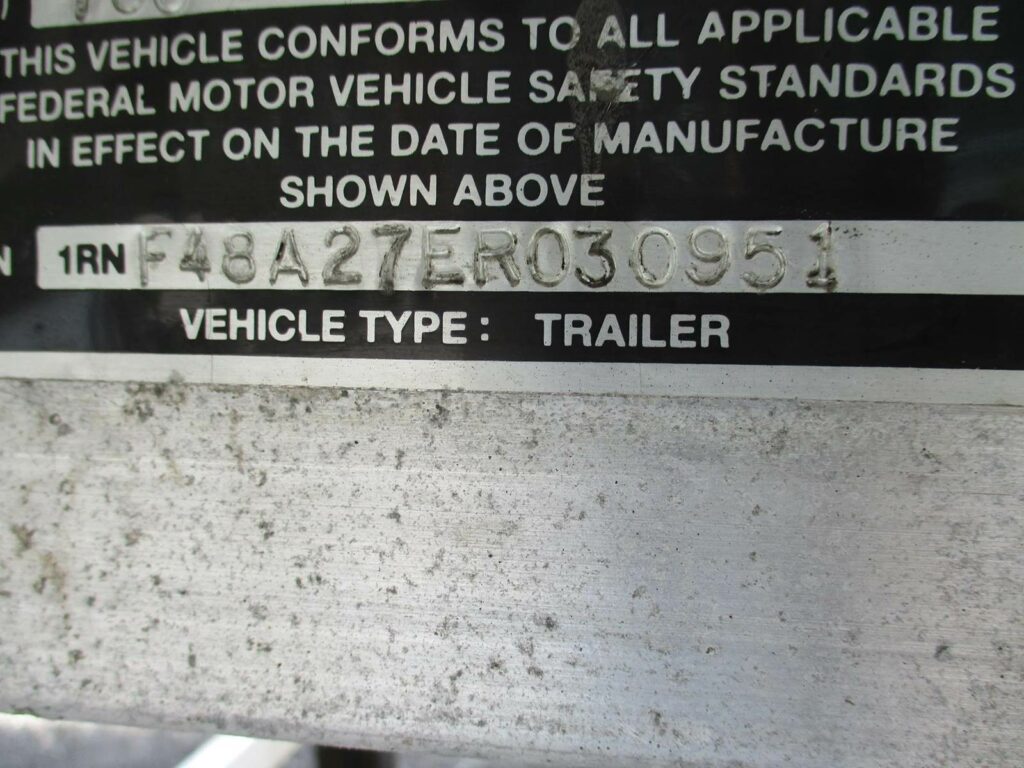 THIS VEHICLE CONFORMS TO ALL APPLICABLE
FEDERAL MOTOR VEHICLE SAFETY STANDARDS
IN EFFECT ON THE DATE OF MANUFACTURE
SHOWN ABOVE
N 1RNF48A27ER030951
VEHICLE TYPE: TRAILER